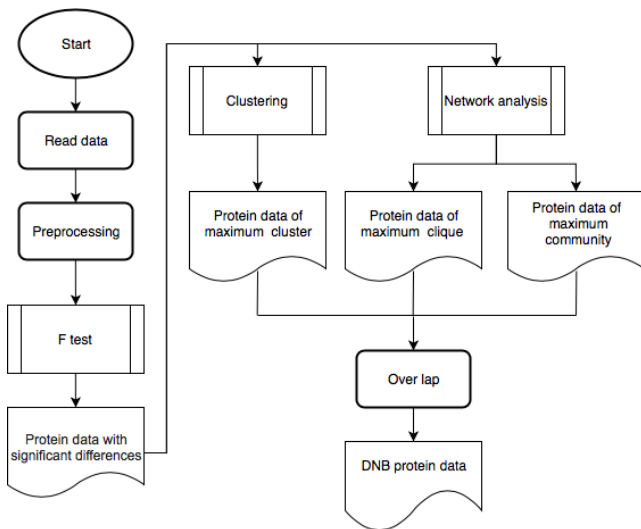 Start
Read data
Preprocessing
F test
Protein data with
significant differences
Clustering
Network analysis
Protein data of
maximum cluster
Protein data of
maximum clique
Protein data of
maximum
community
Over lap
DNB protein data